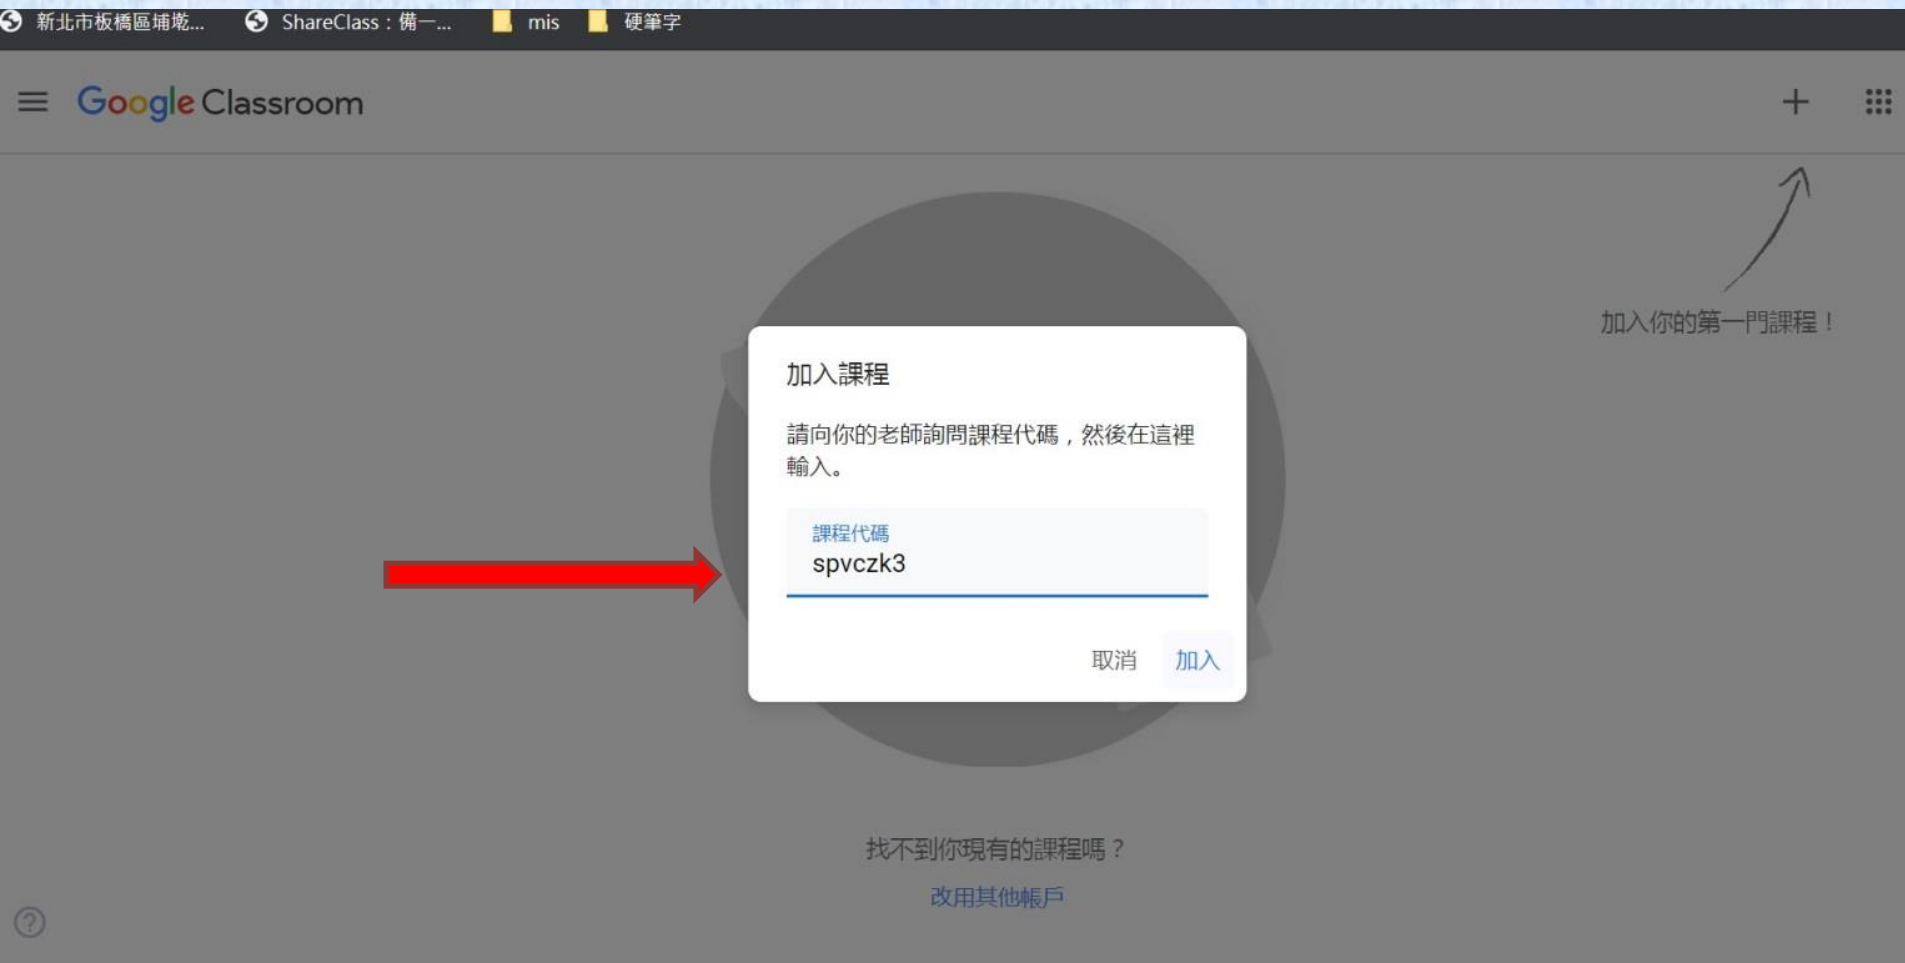 新北市板橋區埔墘...
ShareClass：備一...
mis
硬筆字
Google Classroom
加入你的第一門課程！
加入課程
請向你的老師詢問課程代碼，然後在這裡
輸入。
課程代碼
spvczk3
取消
加入
找不到你現有的課程嗎？
改用其他帳戶